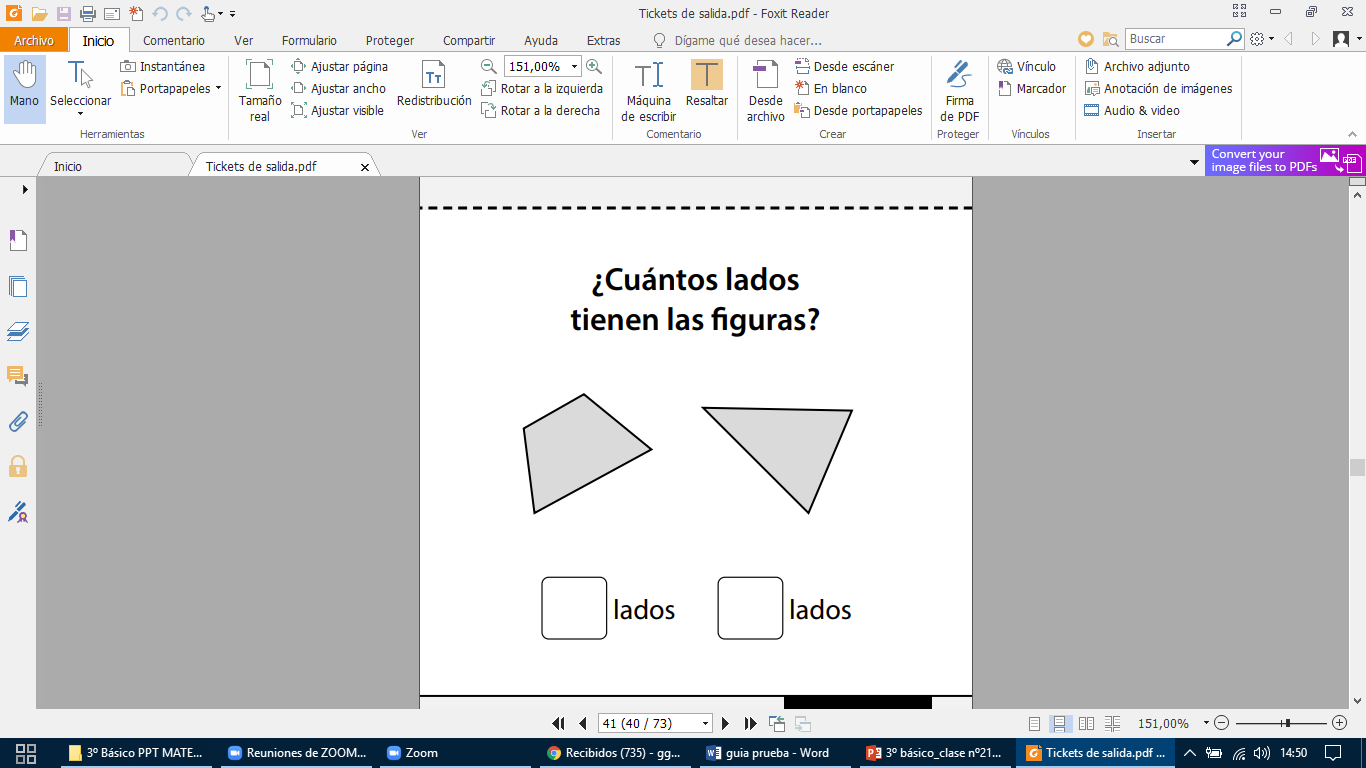 Tickets de salida.pdf - Foxit Reader
Archivo Inicio Comentario Ver Formulario Proteger Compartir Ayuda Extras Dígame qué desea hacer... Buscar
Mano
Seleccionar
Instantánea
Portapapeles
Herramientas
Tamaño real
Ajustar página
Ajustar ancho
Ajustar visible
Redistribución
151,00%
Rotar a la izquierda
Rotar a la derecha
Ver
Máquina de escribir
Resaltar
Comentario
Desde archivo
Desde escáner
En blanco
Desde portapapeles
Crear
Firma de PDF
Proteger
Vínculo
Marcador
Vínculos
Archivo adjunto
Anotación de imágenes
Audio & video
Insertar
Inicio Tickets de salida.pdf
Convert your
image files to PDFs
PDF
¿Cuántos lados
tienen las figuras?
lados lados
41 (40 / 73) 151,00%
3º Básico PPT MATE... Reuniones de ZOOM... Zoom Recibidos (735) - gg... guia prueba - Word 3º básico_clase nº21... Tickets de salida.pdf ... 14:50